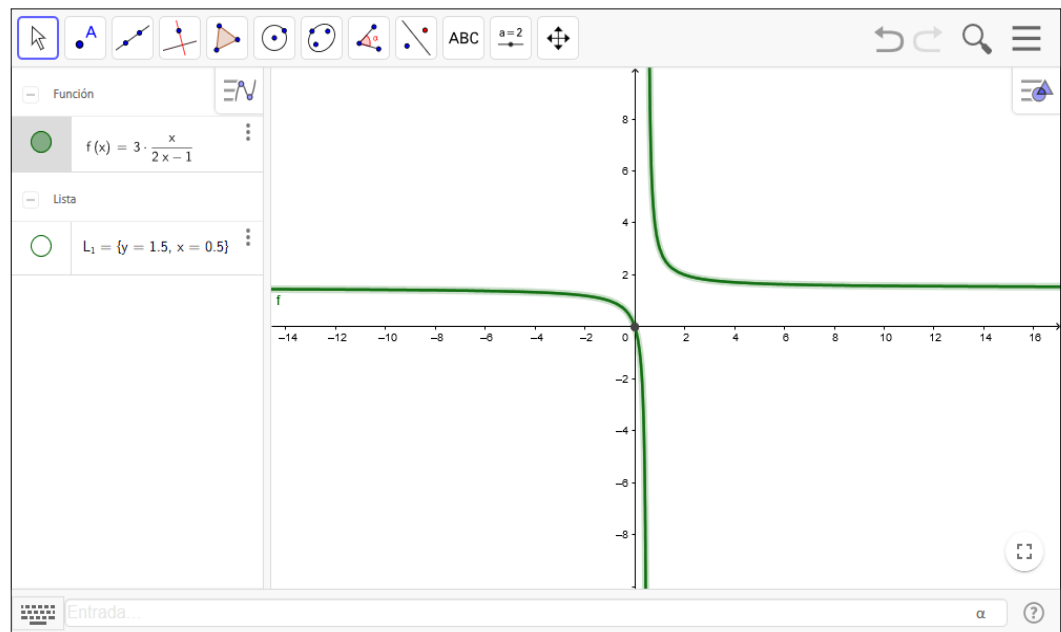 A
α
ABC
a = 2
Función
f (x) = 3 · x / (2 x − 1)
Lista
L₁ = {y = 1.5, x = 0.5}
f
8
6
4
2
−14 −12 −10 −8 −6 −4 −2 0 2 4 6 8 10 12 14 16
−2
−4
−6
−8
Entrada...
α
?